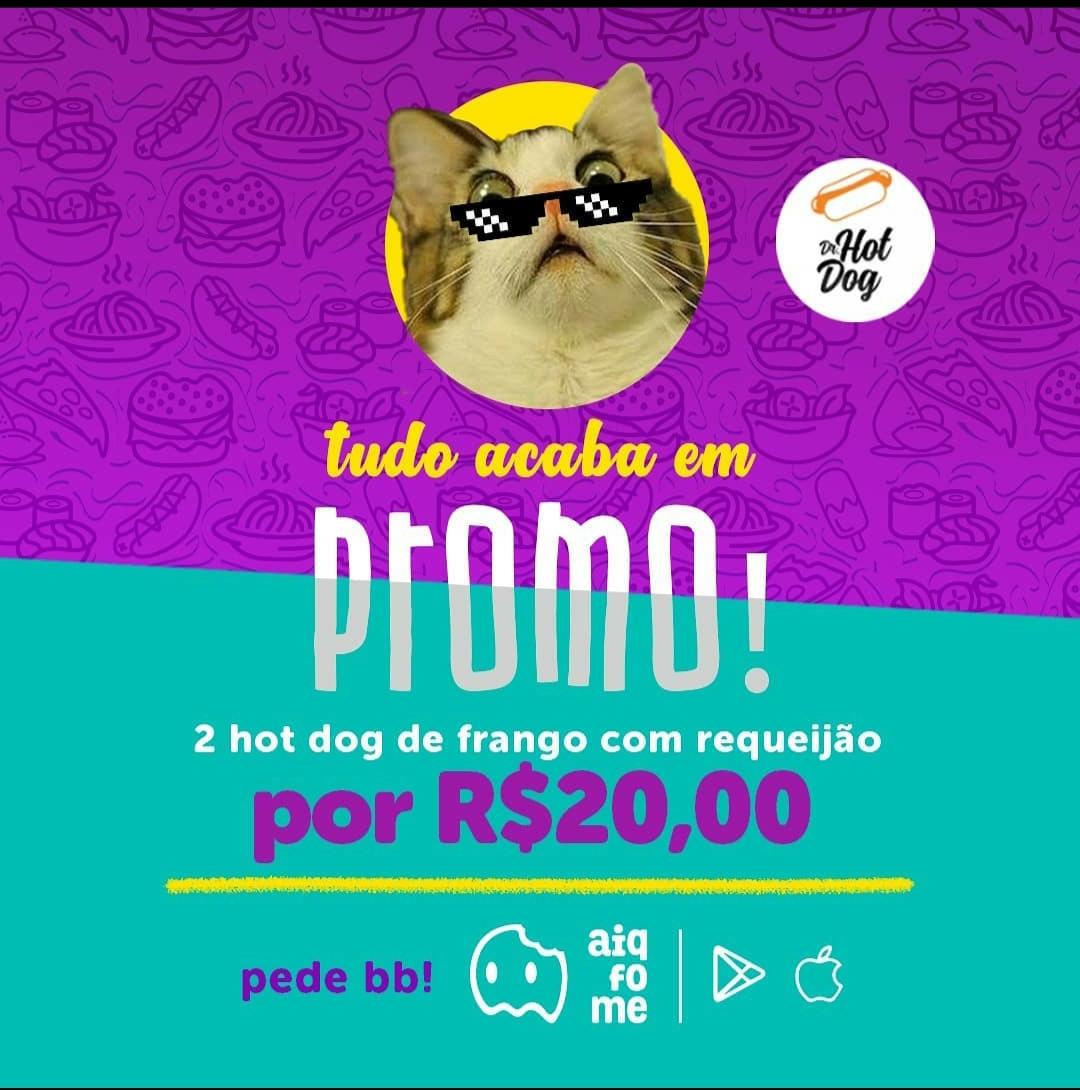 Dr. Hot
Dog
tudo acaba em
PROMO!
2 hot dog de frango com requeijão
por R$20,00
pede bb!
aiq
fo
me